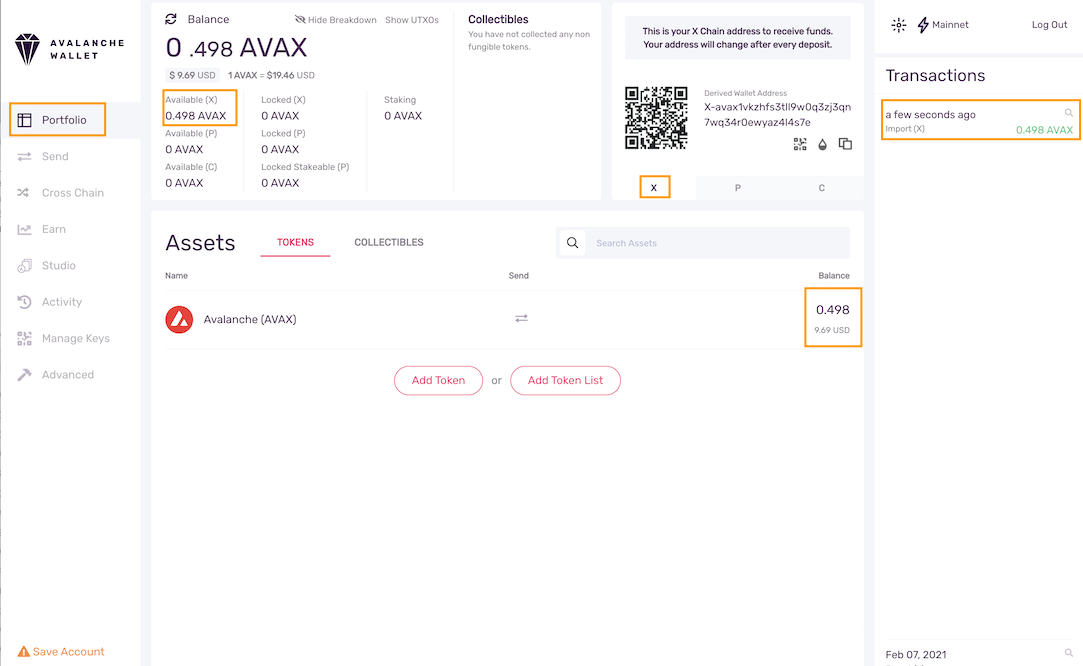 AVALANCHE
WALLET
Portfolio
Send
Cross Chain
Earn
Studio
Activity
Manage Keys
Advanced
Save Account
Balance
Hide Breakdown
Show UTXOs
0 .498 AVAX
$ 9.69 USD
1 AVAX = $19.46 USD
Available (X)
0.498 AVAX
Available (P)
0 AVAX
Available (C)
0 AVAX
Locked (X)
0 AVAX
Locked (P)
0 AVAX
Locked Stakeable (P)
0 AVAX
Staking
0 AVAX
Collectibles
You have not collected any non
fungible tokens.
This is your X Chain address to receive funds.
Your address will change after every deposit.
Derived Wallet Address
X-avax1vkzhfs3tll9w0q3zj3qn
7wq34r0ewyaz4l4s7e
X
P
C
Assets
TOKENS
COLLECTIBLES
Search Assets
Name
Send
Balance
Avalanche (AVAX)
0.498
9.69 USD
Add Token
or
Add Token List
Mainnet
Log Out
Transactions
a few seconds ago
Import (X)
0.498 AVAX
Feb 07, 2021